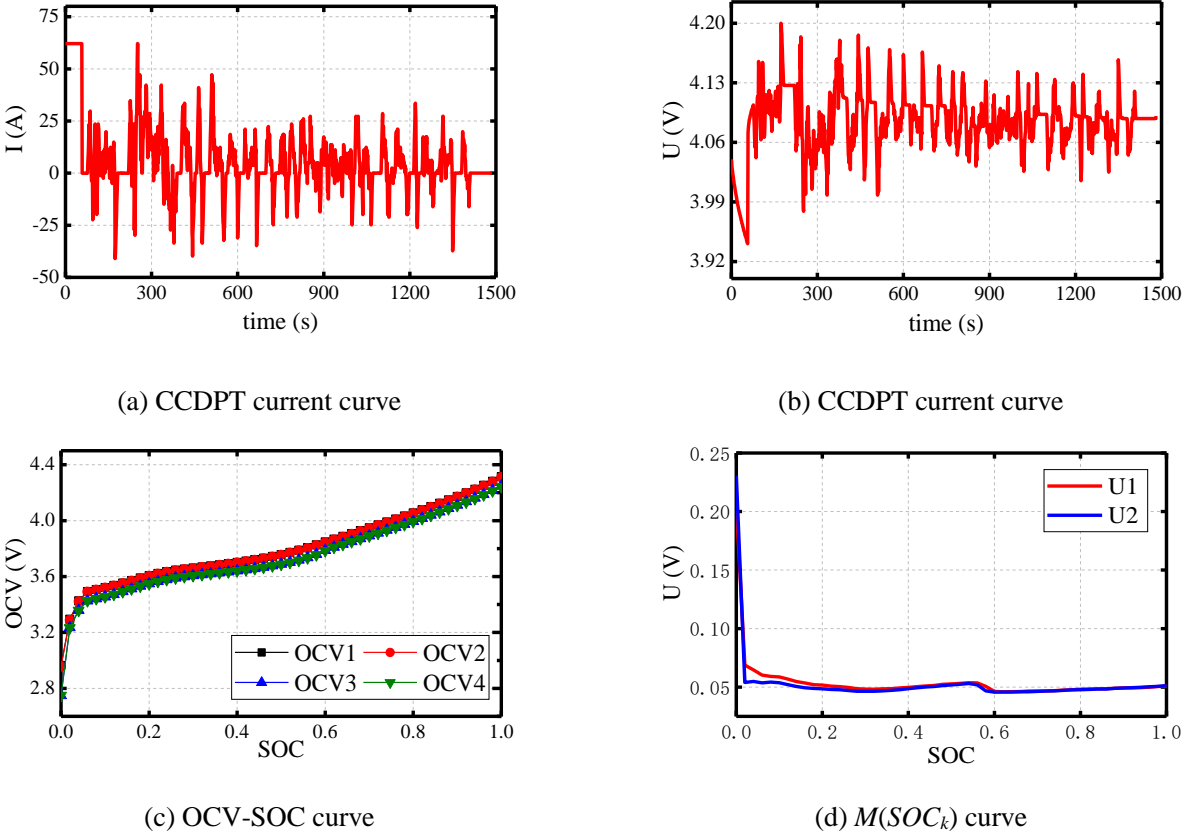 75
50
25
0
-25
-50
I (A)
0 300 600 900 1200 1500
time (s)
(a) CCDPT current curve
4.20
4.13
4.06
3.99
3.92
U (V)
0 300 600 900 1200 1500
time (s)
(b) CCDPT current curve
4.4
4.0
3.6
3.2
2.8
OCV (V)
OCV1 OCV2
OCV3 OCV4
0.0 0.2 0.4 0.6 0.8 1.0
SOC
(c) OCV-SOC curve
0.25
0.20
0.15
0.10
0.05
U (V)
U1
U2
0.0 0.2 0.4 0.6 0.8 1.0
SOC
(d) M(SOCk) curve